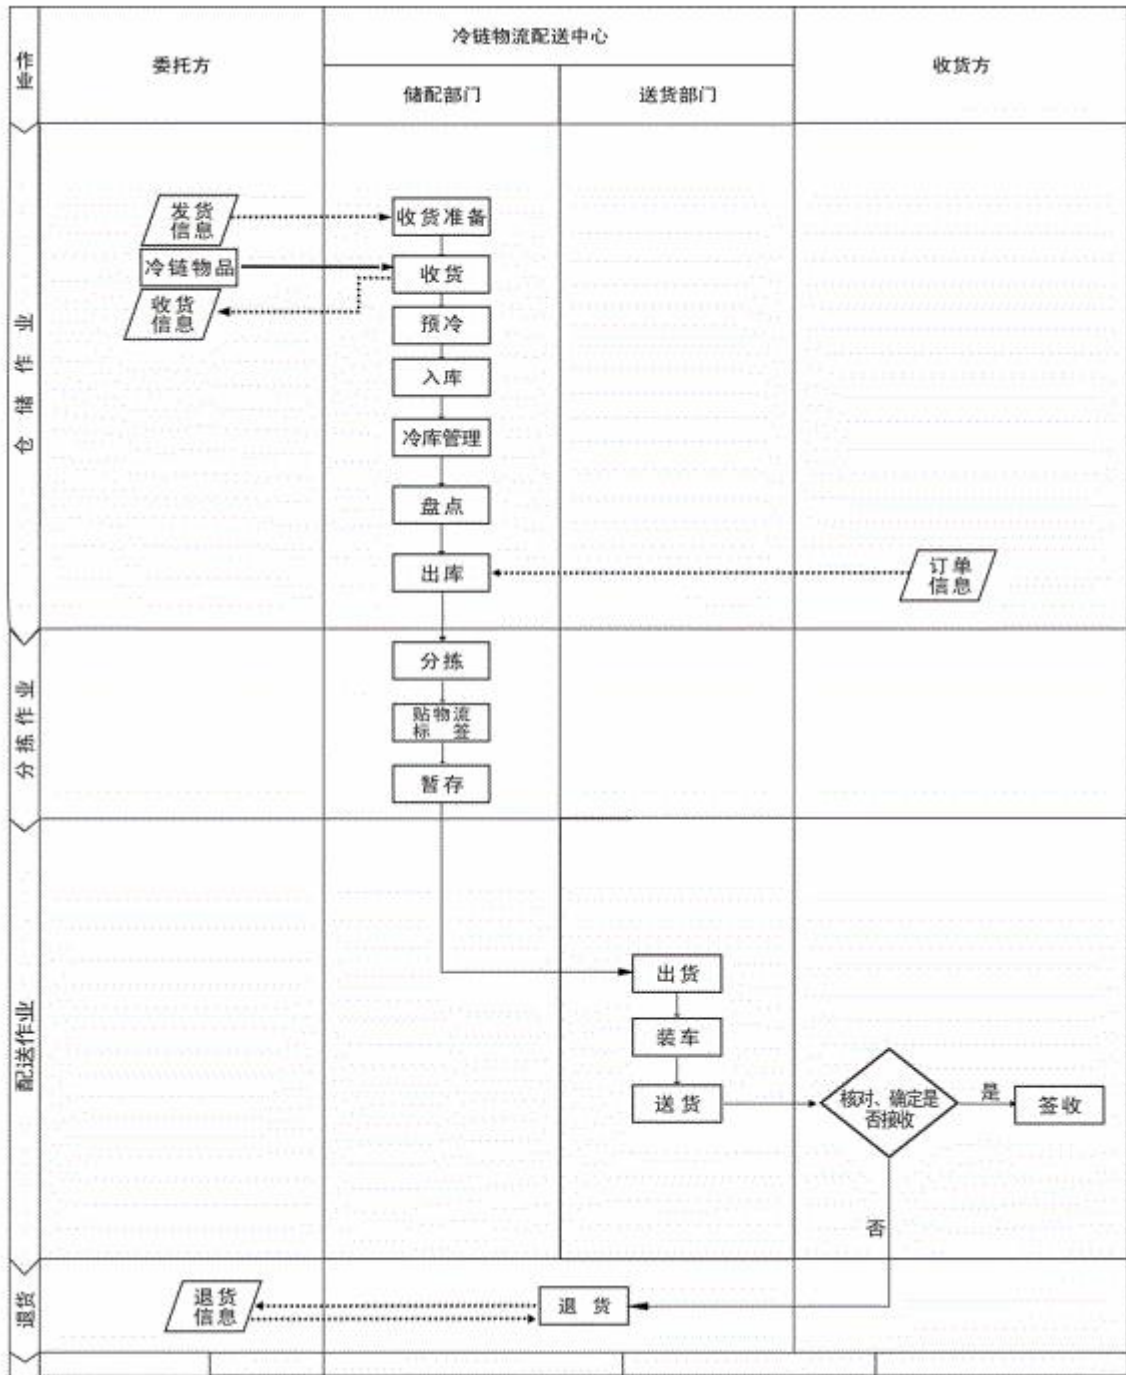 作业
委托方
冷链物流配送中心
储配部门
送货部门
收货方
仓储作业
发货
信息
收货准备
冷链物品
收货
收货
信息
预冷
入库
冷库管理
盘点
出库
订单
信息
分拣作业
分拣
贴物流
标签
暂存
配送作业
出货
装车
送货
核对、确定是
否接收
是
签收
否
退货
退货
信息
退货